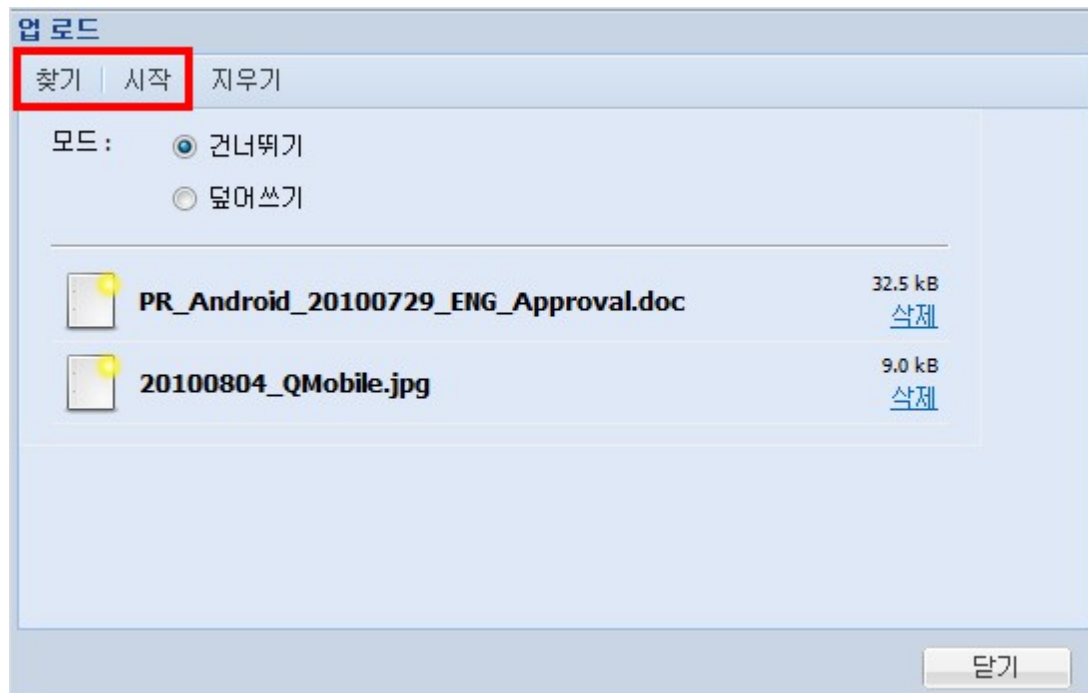 업로드
찾기 시작 지우기
모드 : 건너뛰기
덮어쓰기
PR_Android_20100729_ENG_Approval.doc 32.5 kB
삭제
20100804_QMobile.jpg 9.0 kB
삭제
닫기